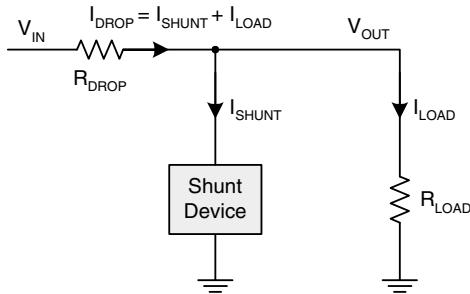 I_DROP = I_SHUNT + I_LOAD
V_IN
V_OUT
R_DROP
I_SHUNT
I_LOAD
Shunt
Device
R_LOAD